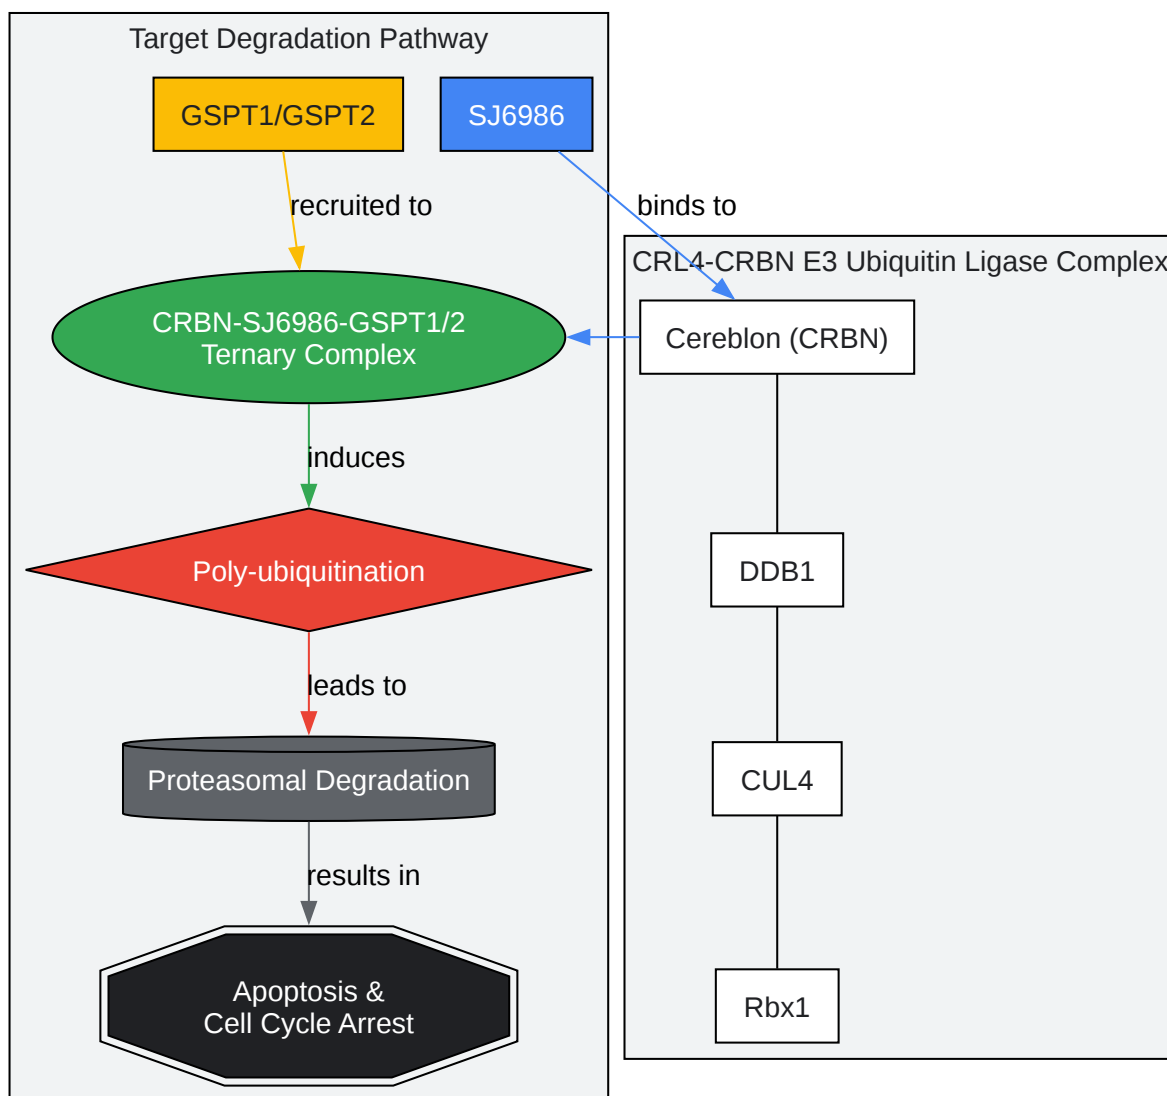 Target Degradation Pathway
GSPT1/GSPT2
SJ6986
recruited to
binds to
CRL4-CRBN E3 Ubiquitin Ligase Complex
CRBN-SJ6986-GSPT1/2
Ternary Complex
Cereblon (CRBN)
induces
Poly-ubiquitination
DDB1
leads to
Proteasomal Degradation
CUL4
results in
Apoptosis &
Cell Cycle Arrest
Rbx1